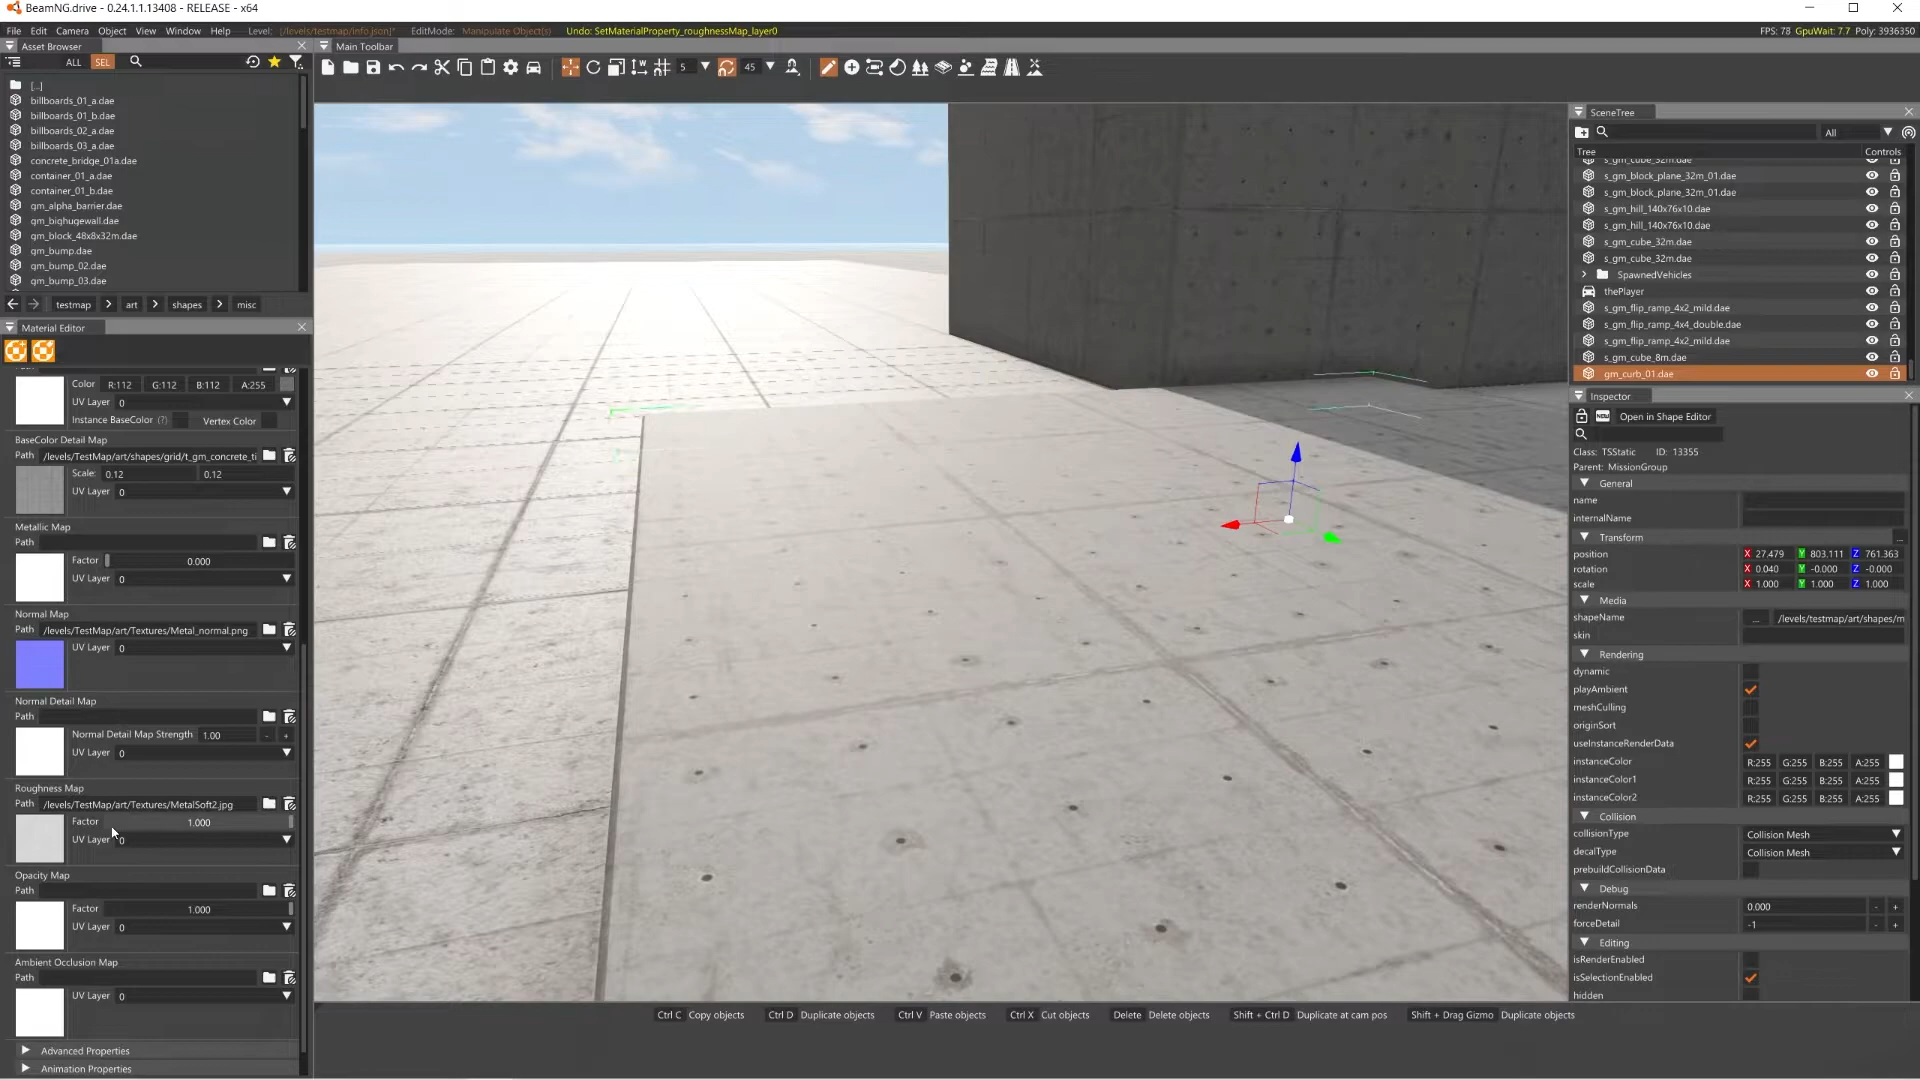 BeamNG.drive - 0.24.1.1.13408 - RELEASE - x64
File Edit Camera Object View Window Help Level: [/levels/testmap/info.json]* EditMode: Manipulate Object(s) Undo: SetMaterialProperty_roughnessMap_layer0 FPS: 78 GpuWait: 7.7 Poly: 3936350
Asset Browser
ALL SEL
[..]
billboards_01_a.dae
billboards_01_b.dae
billboards_02_a.dae
billboards_03_a.dae
concrete_bridge_01a.dae
container_01_a.dae
container_01_b.dae
gm_alpha_barrier.dae
gm_bighugewall.dae
gm_block_48x8x32m.dae
gm_bump.dae
gm_bump_02.dae
gm_bump_03.dae
testmap > art > shapes > misc
Material Editor
Color R:112 G:112 B:112 A:255
UV Layer 0
Instance BaseColor (?) Vertex Color
BaseColor Detail Map
Path /levels/TestMap/art/shapes/grid/t_gm_concrete_ti
Scale: 0.12 0.12
UV Layer 0
Metallic Map
Path
Factor 0.000
UV Layer 0
Normal Map
Path /levels/TestMap/art/Textures/Metal_normal.png
UV Layer 0
Normal Detail Map
Path
Normal Detail Map Strength 1.00 - +
UV Layer 0
Roughness Map
Path /levels/TestMap/art/Textures/MetalSoft2.jpg
Factor 1.000
UV Layer 0
Opacity Map
Path
Factor 1.000
UV Layer 0
Ambient Occlusion Map
Path
UV Layer 0
Advanced Properties
Animation Properties
Main Toolbar
5 45
Ctrl C Copy objects Ctrl D Duplicate objects Ctrl V Paste objects Ctrl X Cut objects Delete Delete objects Shift + Ctrl D Duplicate at cam pos Shift + Drag Gizmo Duplicate objects
SceneTree
All
Tree Controls
s_gm_cube_32m.dae
s_gm_block_plane_32m_01.dae
s_gm_block_plane_32m_01.dae
s_gm_hill_140x76x10.dae
s_gm_hill_140x76x10.dae
s_gm_cube_32m.dae
s_gm_cube_32m.dae
> SpawnedVehicles
thePlayer
s_gm_flip_ramp_4x2_mild.dae
s_gm_flip_ramp_4x4_double.dae
s_gm_flip_ramp_4x2_mild.dae
s_gm_cube_8m.dae
gm_curb_01.dae
Inspector
NEW Open in Shape Editor
Class: TSStatic ID: 13355
Parent: MissionGroup
General
name
internalName
Transform ...
position X 27.479 Y 803.111 Z 761.363
rotation X 0.040 Y -0.000 Z -0.000
scale X 1.000 Y 1.000 Z 1.000
Media
shapeName ... /levels/testmap/art/shapes/m
skin
Rendering
dynamic
playAmbient
meshCulling
originSort
useInstanceRenderData
instanceColor R:255 G:255 B:255 A:255
instanceColor1 R:255 G:255 B:255 A:255
instanceColor2 R:255 G:255 B:255 A:255
Collision
collisionType Collision Mesh
decalType Collision Mesh
prebuildCollisionData
Debug
renderNormals 0.000 - +
forceDetail -1 - +
Editing
isRenderEnabled
isSelectionEnabled
hidden